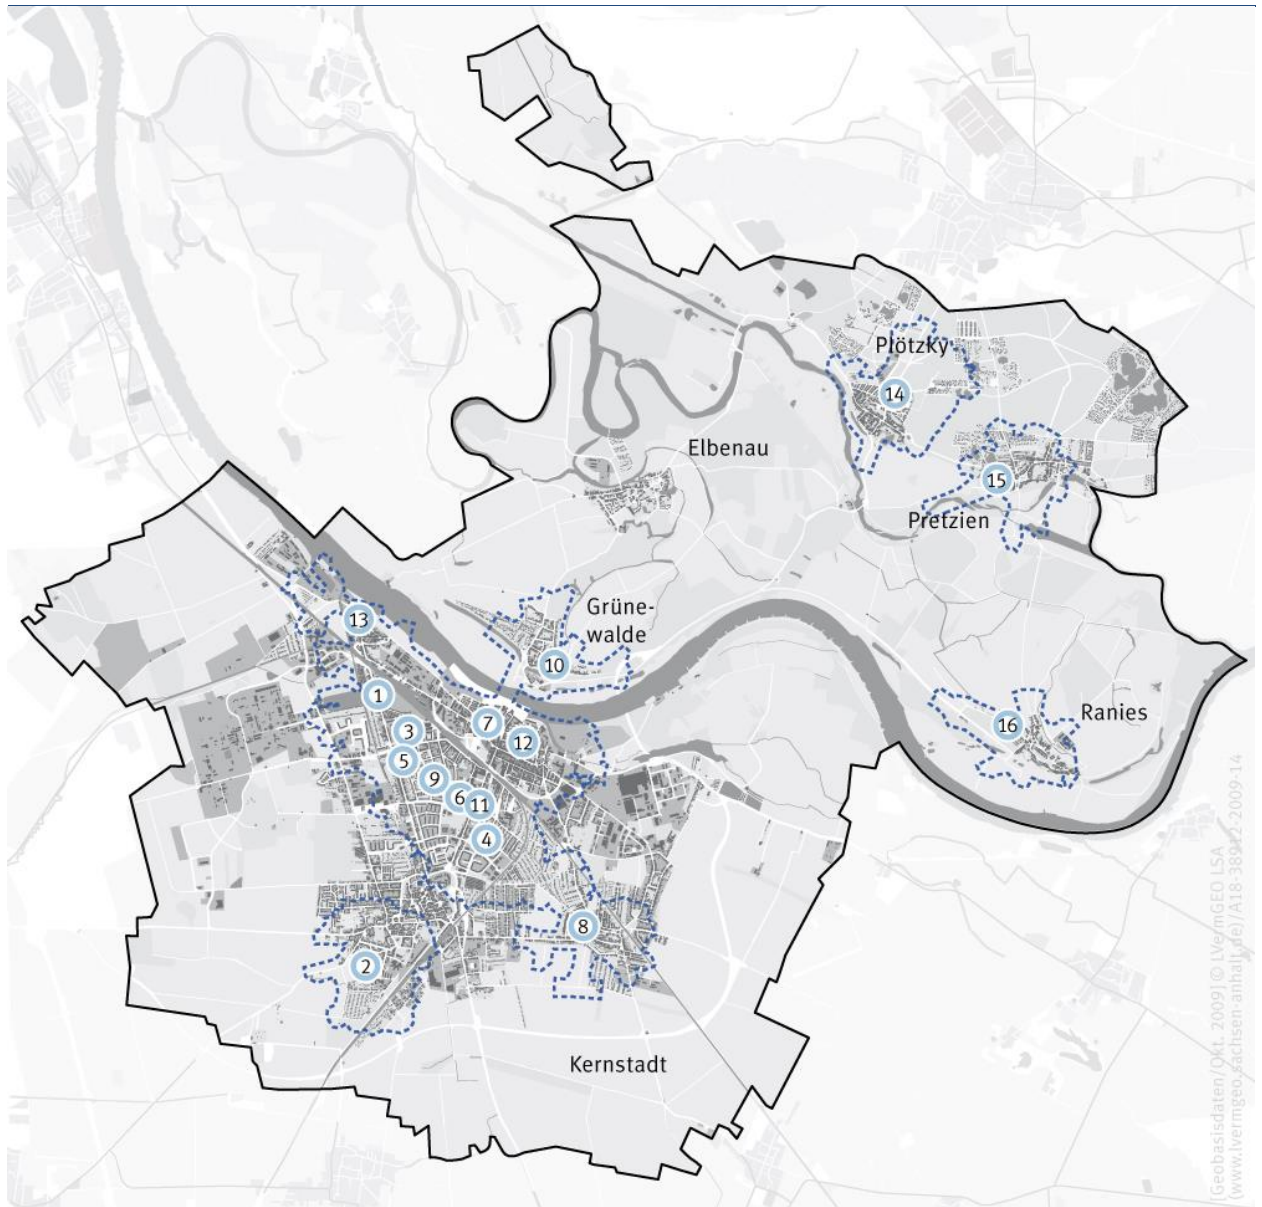 Plötzky
14
Elbenau
15
Pretzien
Grüne-
walde
13
10
1
Ranies
16
7
3
12
5
9
6
11
4
8
2
Kernstadt
[Geobasisdaten/Okt. 2009] © LVermGEO LSA
(www.lvermgeo.sachsen-anhalt.de) A18-38912-2009-14